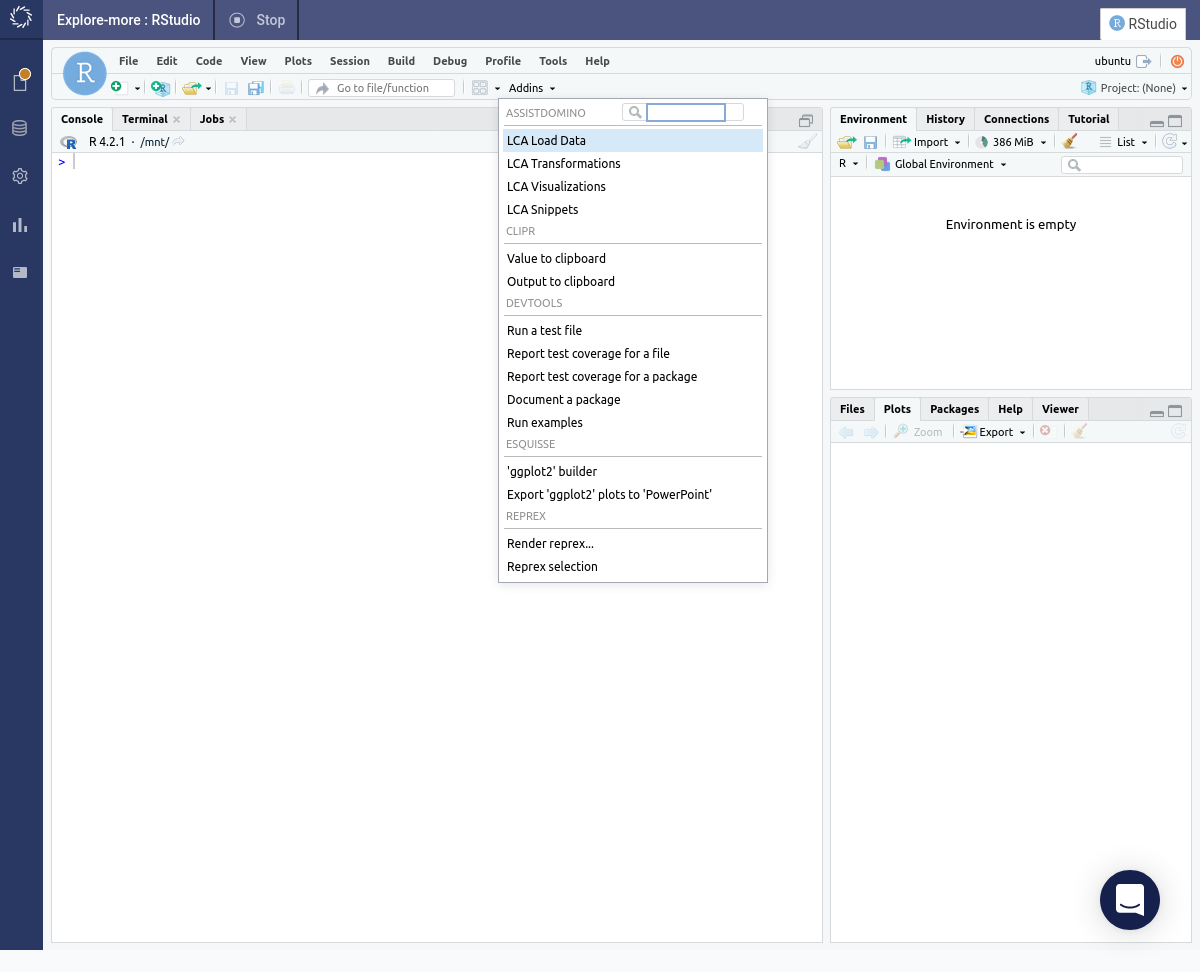 Explore-more : RStudio
Stop
R RStudio
R
File Edit Code View Plots Session Build Debug Profile Tools Help
ubuntu
Go to file/function
Addins
R Project: (None)
Console Terminal Jobs
R R 4.2.1 · /mnt/
>
ASSISTDOMINO
LCA Load Data
LCA Transformations
LCA Visualizations
LCA Snippets
CLIPR
Value to clipboard
Output to clipboard
DEVTOOLS
Run a test file
Report test coverage for a file
Report test coverage for a package
Document a package
Run examples
ESQUISSE
'ggplot2' builder
Export 'ggplot2' plots to 'PowerPoint'
REPREX
Render reprex...
Reprex selection
Environment History Connections Tutorial
Import 386 MiB List
R Global Environment
Environment is empty
Files Plots Packages Help Viewer
Zoom Export